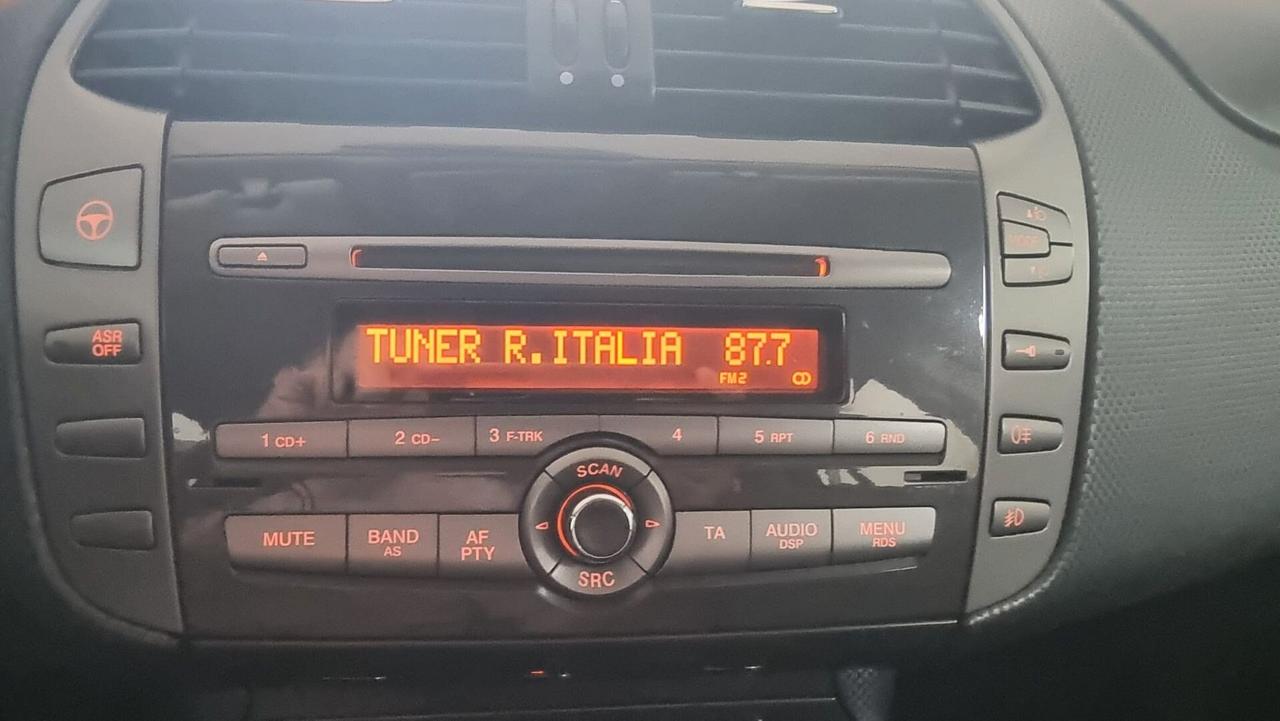 ASR
OFF
MODE
TUNER R.ITALIA 87.7
FM2
1 CD+
2 CD-
3 F-TRK
4
5 RPT
6 RND
SCAN
MUTE
BAND
AS
AF
PTY
SRC
TA
AUDIO
DSP
MENU
RDS